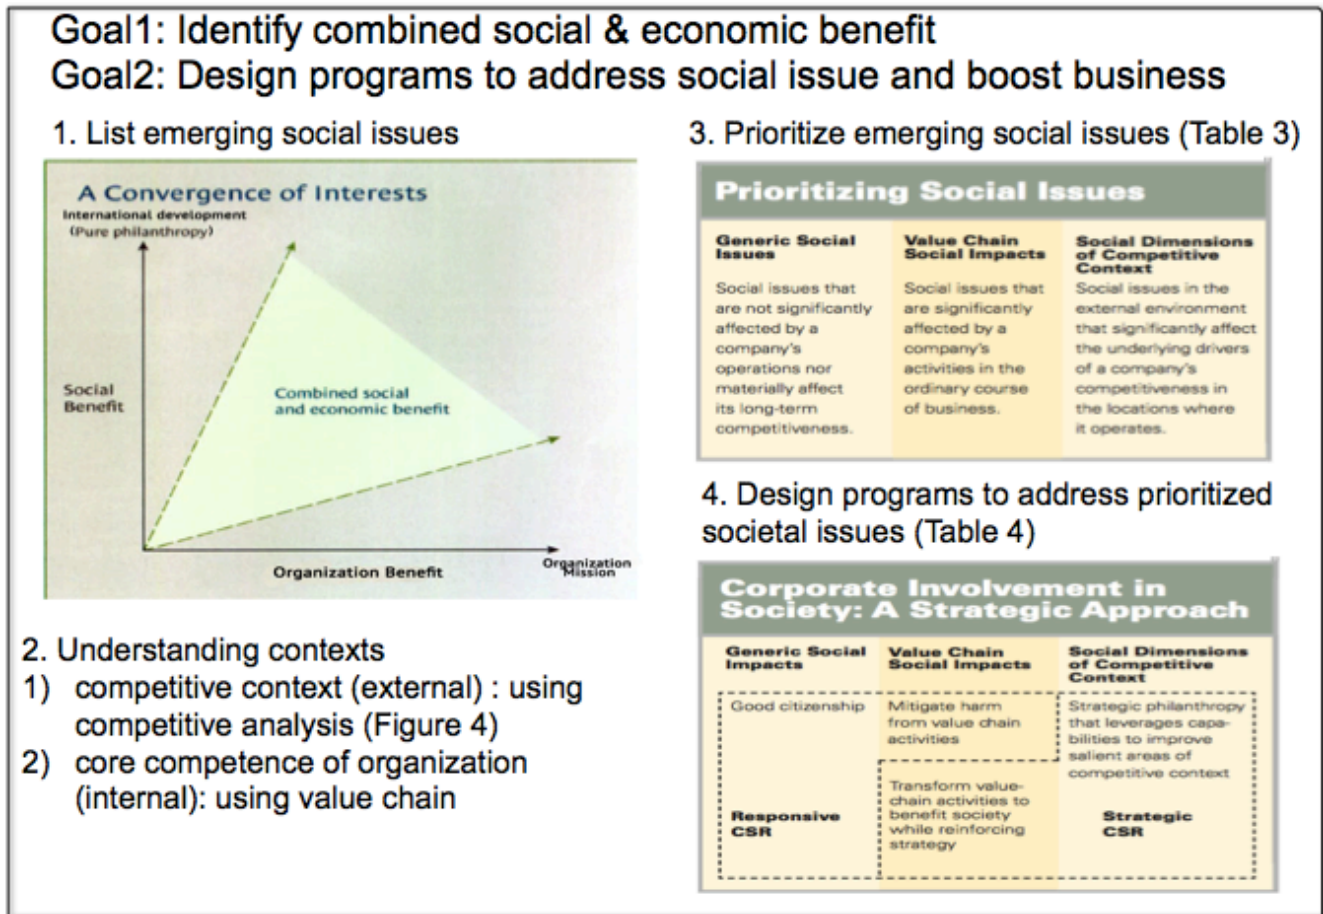 Goal1: Identify combined social & economic benefit
Goal2: Design programs to address social issue and boost business
1. List emerging social issues
A Convergence of Interests
International development
(Pure philanthropy)
Social
Benefit
Combined social
and economic benefit
Organization Benefit
Organization
Mission
2. Understanding contexts
1) competitive context (external) : using
competitive analysis (Figure 4)
2) core competence of organization
(internal): using value chain
3. Prioritize emerging social issues (Table 3)
Prioritizing Social Issues
Generic Social
Issues
Social issues that
are not significantly
affected by a
company's
operations nor
materially affect
its long-term
competitiveness.
Value Chain
Social Impacts
Social issues that
are significantly
affected by a
company's
activities in the
ordinary course
of business.
Social Dimensions
of Competitive
Context
Social issues in the
external environment
that significantly affect
the underlying drivers
of a company's
competitiveness in
the locations where
it operates.
4. Design programs to address prioritized
societal issues (Table 4)
Corporate Involvement in
Society: A Strategic Approach
Generic Social
Impacts
Good citizenship
Responsive
CSR
Value Chain
Social Impacts
Mitigate harm
from value chain
activities
Transform value-
chain activities to
benefit society
while reinforcing
strategy
Social Dimensions
of Competitive
Context
Strategic philanthropy
that leverages capa-
bilities to improve
salient areas of
competitive context
Strategic
CSR